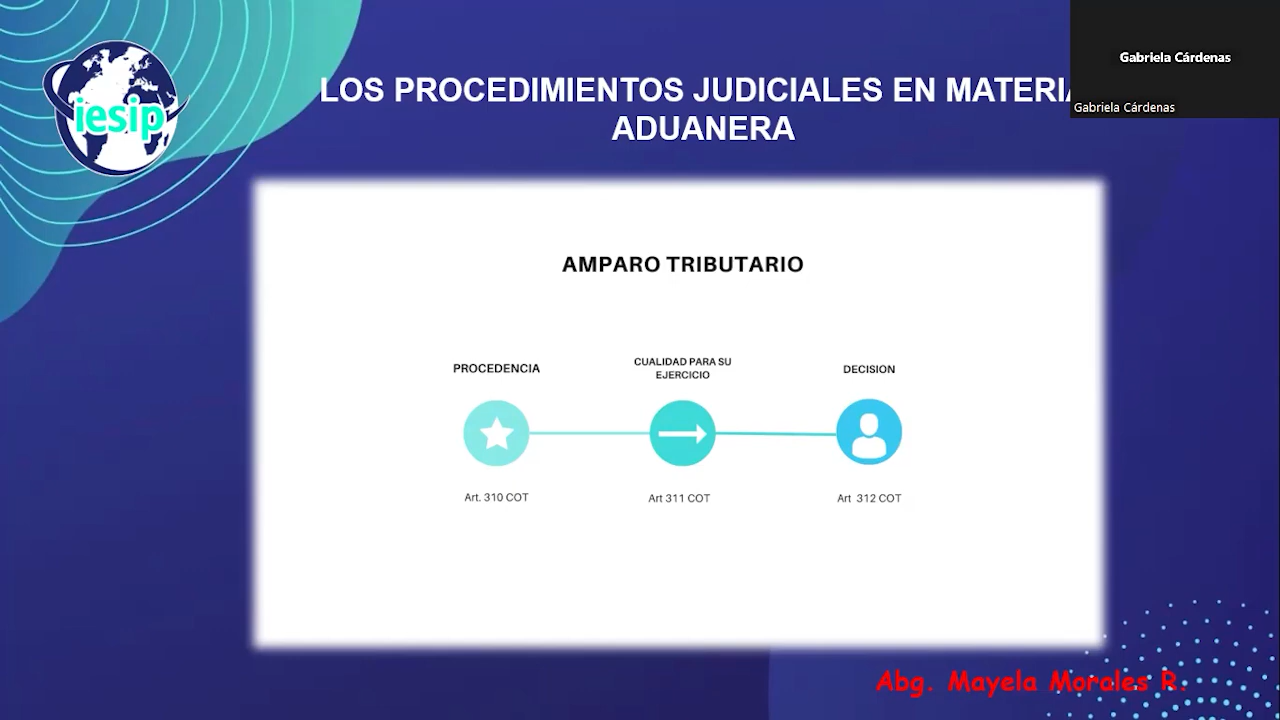 Gabriela Cárdenas
Gabriela Cárdenas
iesip
LOS PROCEDIMIENTOS JUDICIALES EN MATERIA
ADUANERA
AMPARO TRIBUTARIO
PROCEDENCIA
CUALIDAD PARA SU
EJERCICIO
DECISION
Art. 310 COT
Art 311 COT
Art 312 COT
Abg. Mayela Morales R.